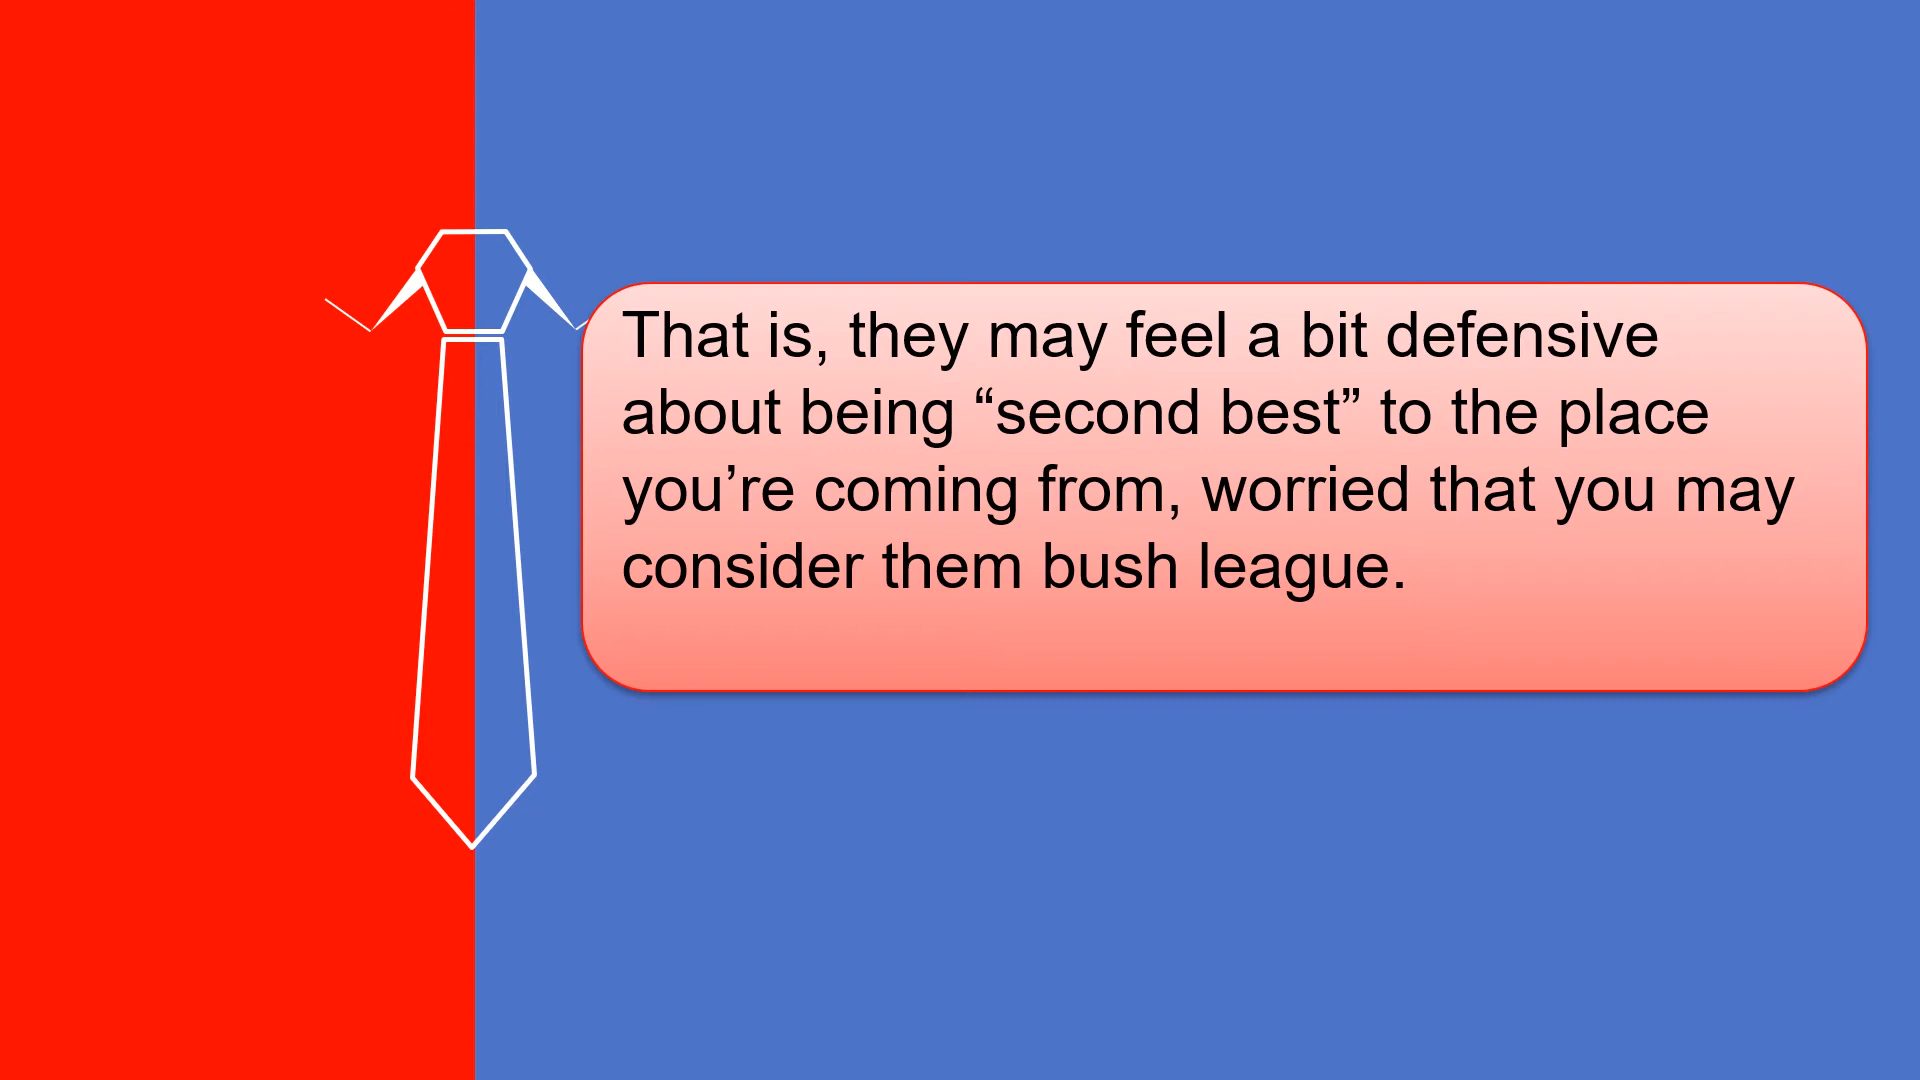 That is, they may feel a bit defensive
about being “second best” to the place
you’re coming from, worried that you may
consider them bush league.